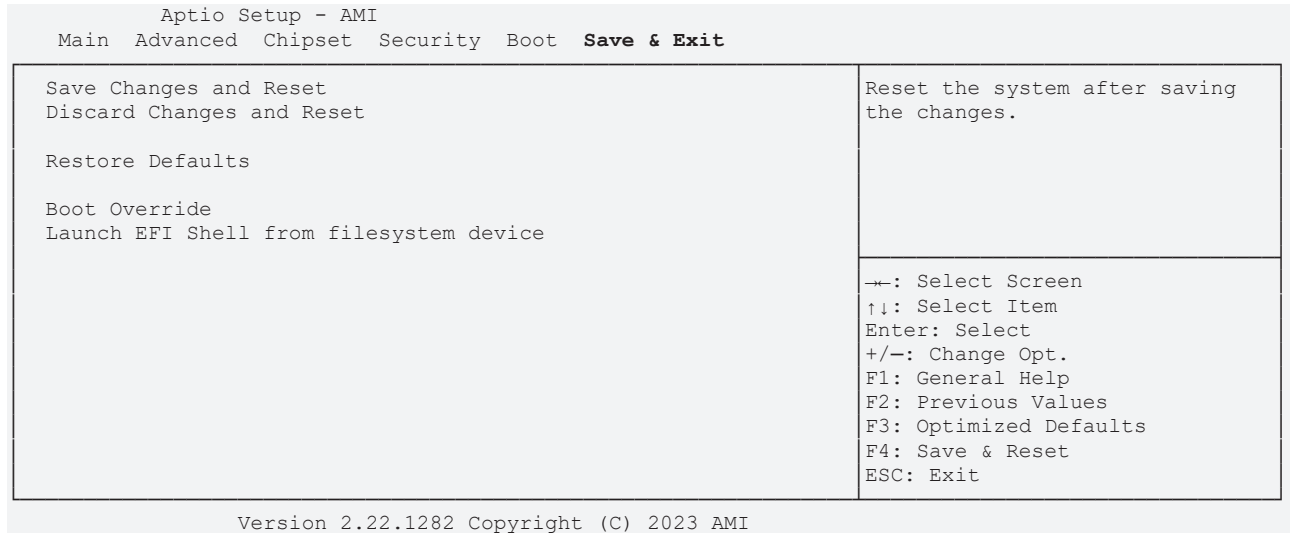 Aptio Setup – AMI
Main Advanced Chipset Security Boot Save & Exit
Save Changes and Reset
Discard Changes and Reset
Restore Defaults
Boot Override
Launch EFI Shell from filesystem device
Reset the system after saving
the changes.
→←: Select Screen
↑↓: Select Item
Enter: Select
+/—: Change Opt.
F1: General Help
F2: Previous Values
F3: Optimized Defaults
F4: Save & Reset
ESC: Exit
Version 2.22.1282 Copyright (C) 2023 AMI